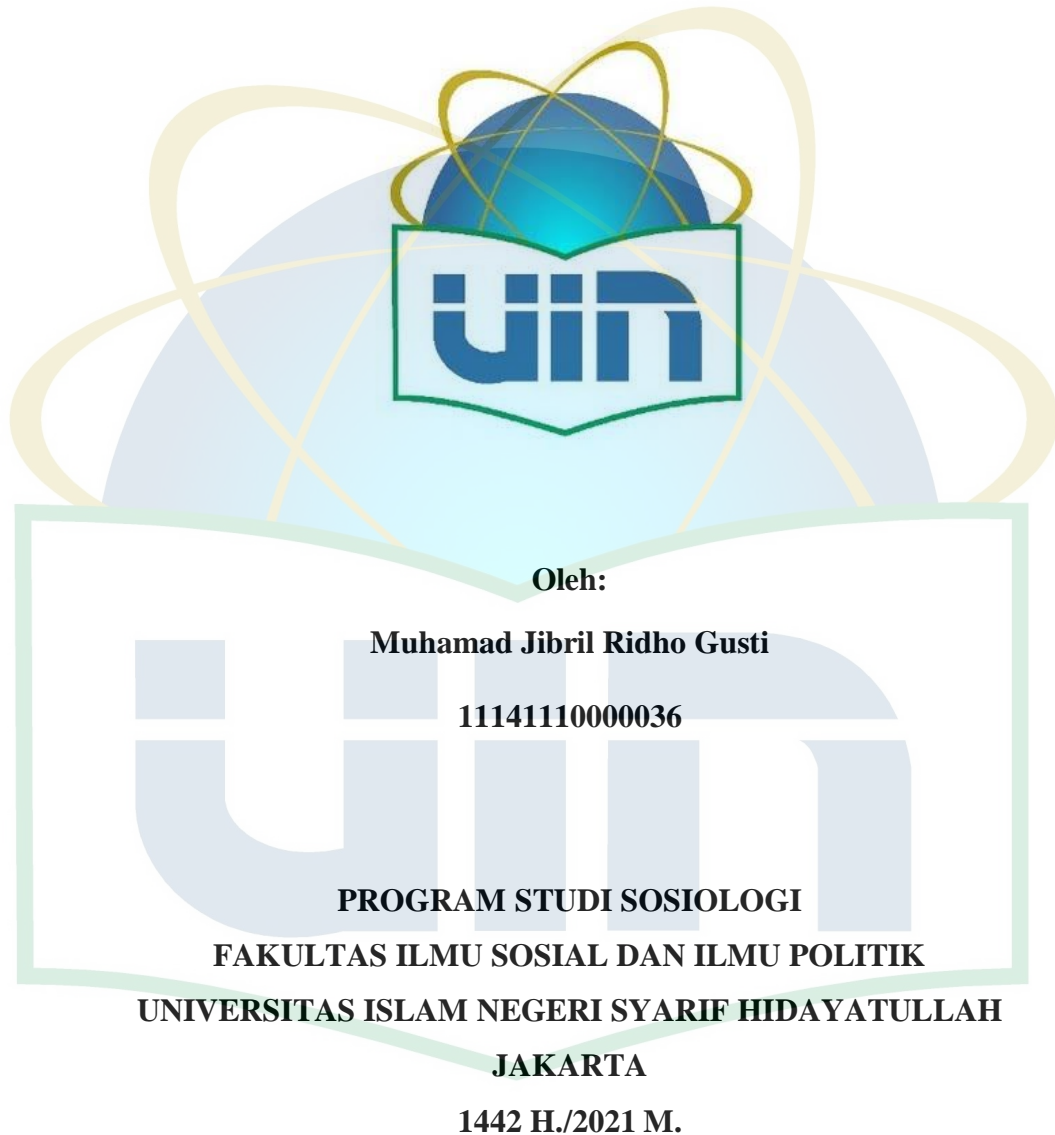 UIN
Oleh:
Muhamad Jibril Ridho Gusti
11141110000036
UIN
PROGRAM STUDI SOSIOLOGI
FAKULTAS ILMU SOSIAL DAN ILMU POLITIK
UNIVERSITAS ISLAM NEGERI SYARIF HIDAYATULLAH
JAKARTA
1442 H./2021 M.